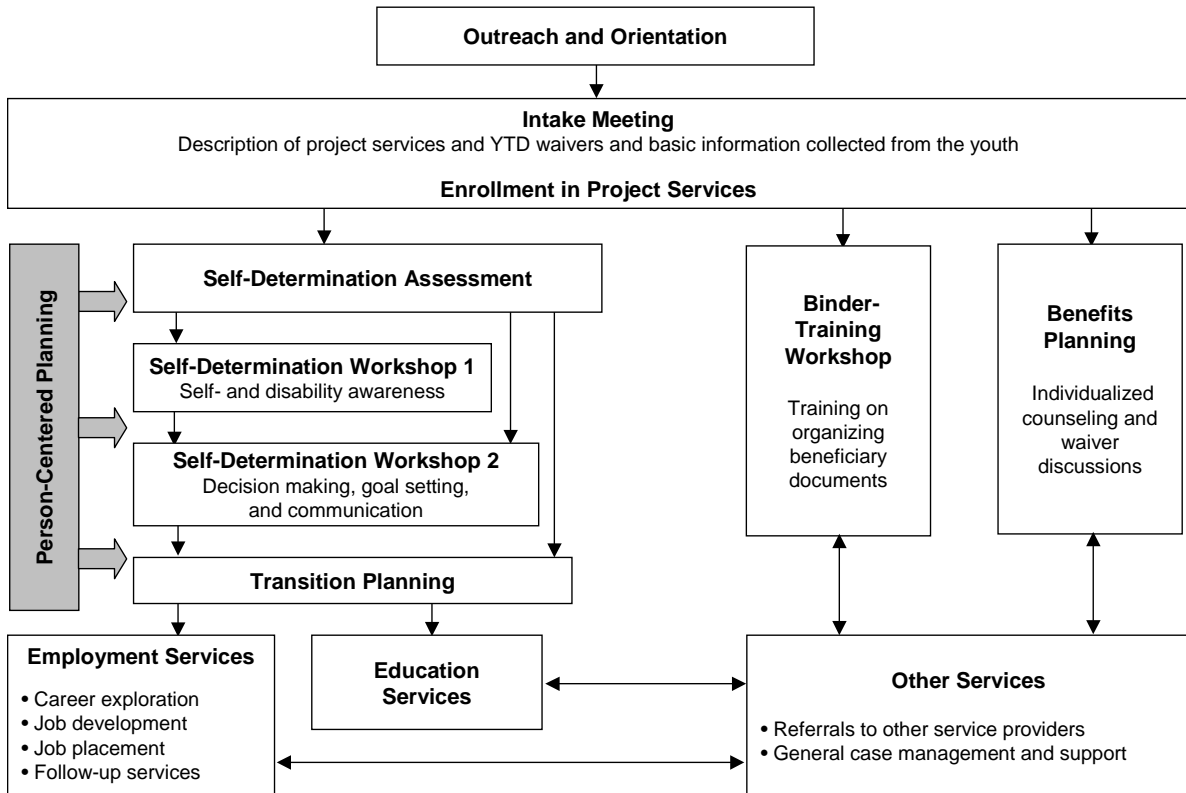 Outreach and Orientation
Intake Meeting
Description of project services and YTD waivers and basic information collected from the youth
Enrollment in Project Services
Person-Centered Planning
Self-Determination Assessment
Self-Determination Workshop 1
Self- and disability awareness
Self-Determination Workshop 2
Decision making, goal setting,
and communication
Transition Planning
Binder-
Training
Workshop
Training on
organizing
beneficiary
documents
Benefits
Planning
Individualized
counseling and
waiver
discussions
Employment Services
• Career exploration
• Job development
• Job placement
• Follow-up services
Education
Services
Other Services
• Referrals to other service providers
• General case management and support